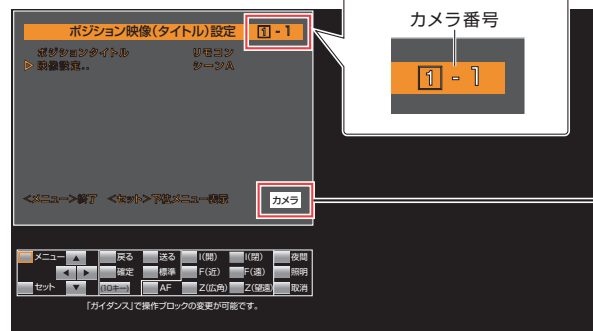 カメラ番号
1 - 1
ポジション映像(タイトル)設定 1 - 1
ポジションタイトル リモコン
▷ 映像設定.. シーンA
<メニュー>終了 <セット>下位メニュー表示 カメラ
メニュー ▲ 戻る 送る I(開) I(閉) 夜間
◀ ▶ 確定 標準 F(近) F(遠) 照明
セット ▼ (10キー) AF Z(広角) Z(望遠) 取消
「ガイダンス」で操作ブロックの変更が可能です。